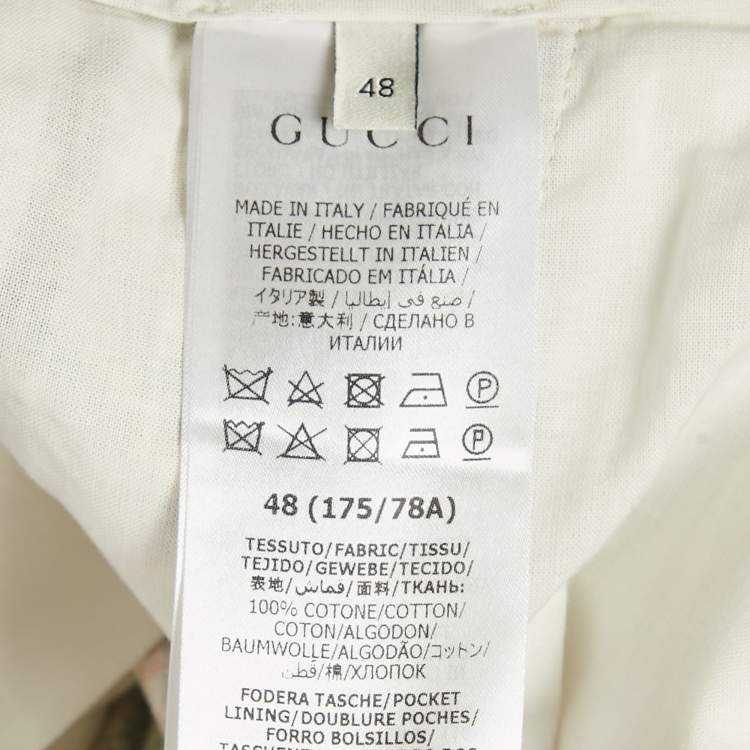 48
GUCCI
MADE IN ITALY / FABRIQUÉ EN
ITALIE / HECHO EN ITALIA /
HERGESTELLT IN ITALIEN /
FABRICADO EM ITÁLIA /
イタリア製 / صنع في إيطاليا /
产地:意大利 / СДЕЛАНО В
ИТАЛИИ
P
P
48 (175/78A)
TESSUTO/FABRIC/TISSU/
TEJIDO/GEWEBE/TECIDO/
表地/قماش/面料/ТКАНЬ:
100% COTONE/COTTON/
COTON/ALGODON/
BAUMWOLLE/ALGODÃO/コットン/
قطن/棉/ХЛОПОК
FODERA TASCHE/POCKET
LINING/DOUBLURE POCHES/
FORRO BOLSILLOS/